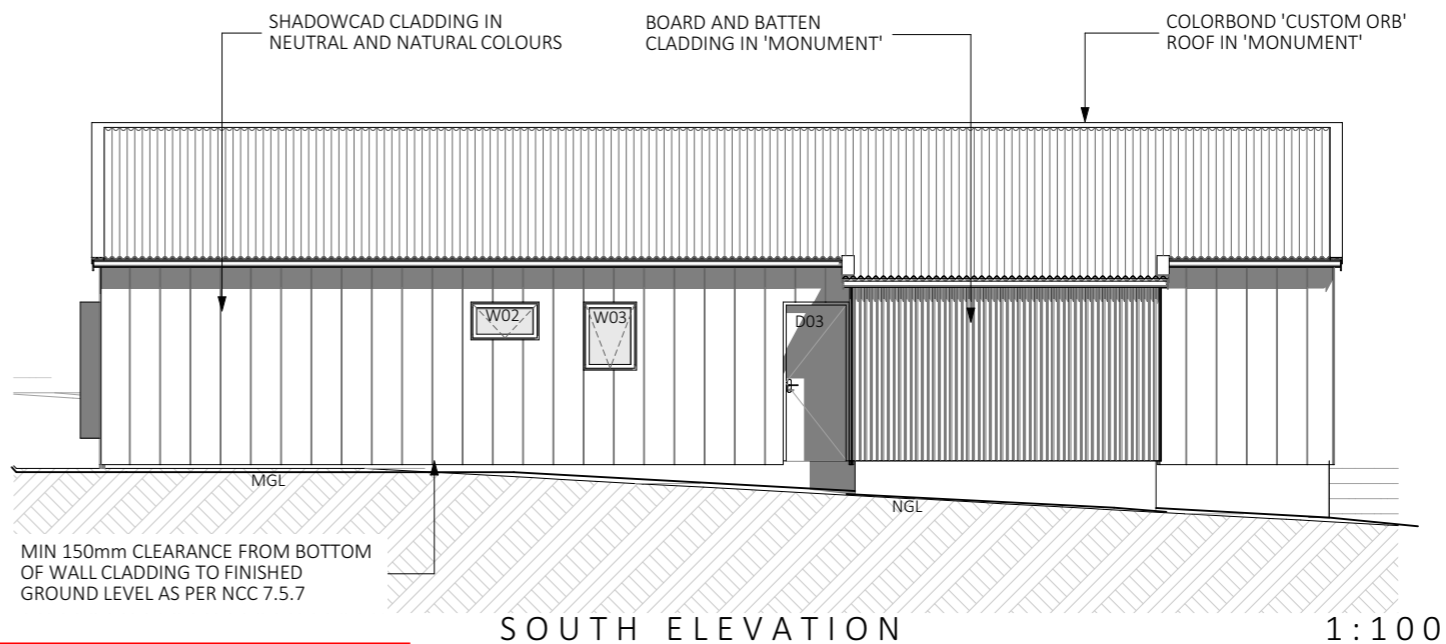 SHADOWCAD CLADDING IN
NEUTRAL AND NATURAL COLOURS
BOARD AND BATTEN
CLADDING IN 'MONUMENT'
COLORBOND 'CUSTOM ORB'
ROOF IN 'MONUMENT'
W02
W03
D03
MGL
NGL
MIN 150mm CLEARANCE FROM BOTTOM
OF WALL CLADDING TO FINISHED
GROUND LEVEL AS PER NCC 7.5.7
SOUTH ELEVATION
1:100